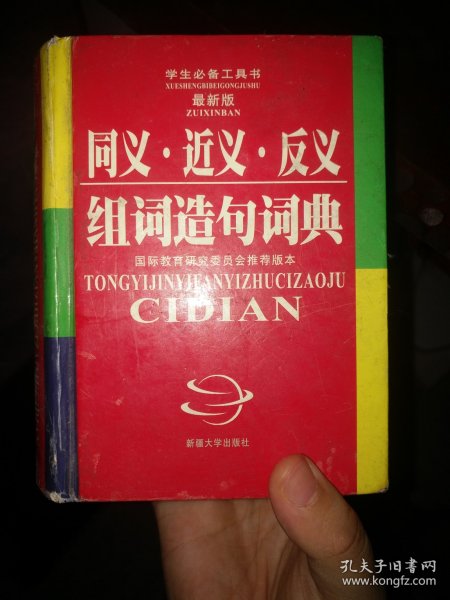 学生必备工具书
XUESHENGBIBEIGONGJUSHU
最新版
ZUIXINBAN
同义·近义·反义
组词造句词典
国际教育研究委员会推荐版本
TONGYIJINYIFANYIZHUCIZAOJU
CIDIAN
新疆大学出版社
孔夫子旧书网
www.kongfz.com